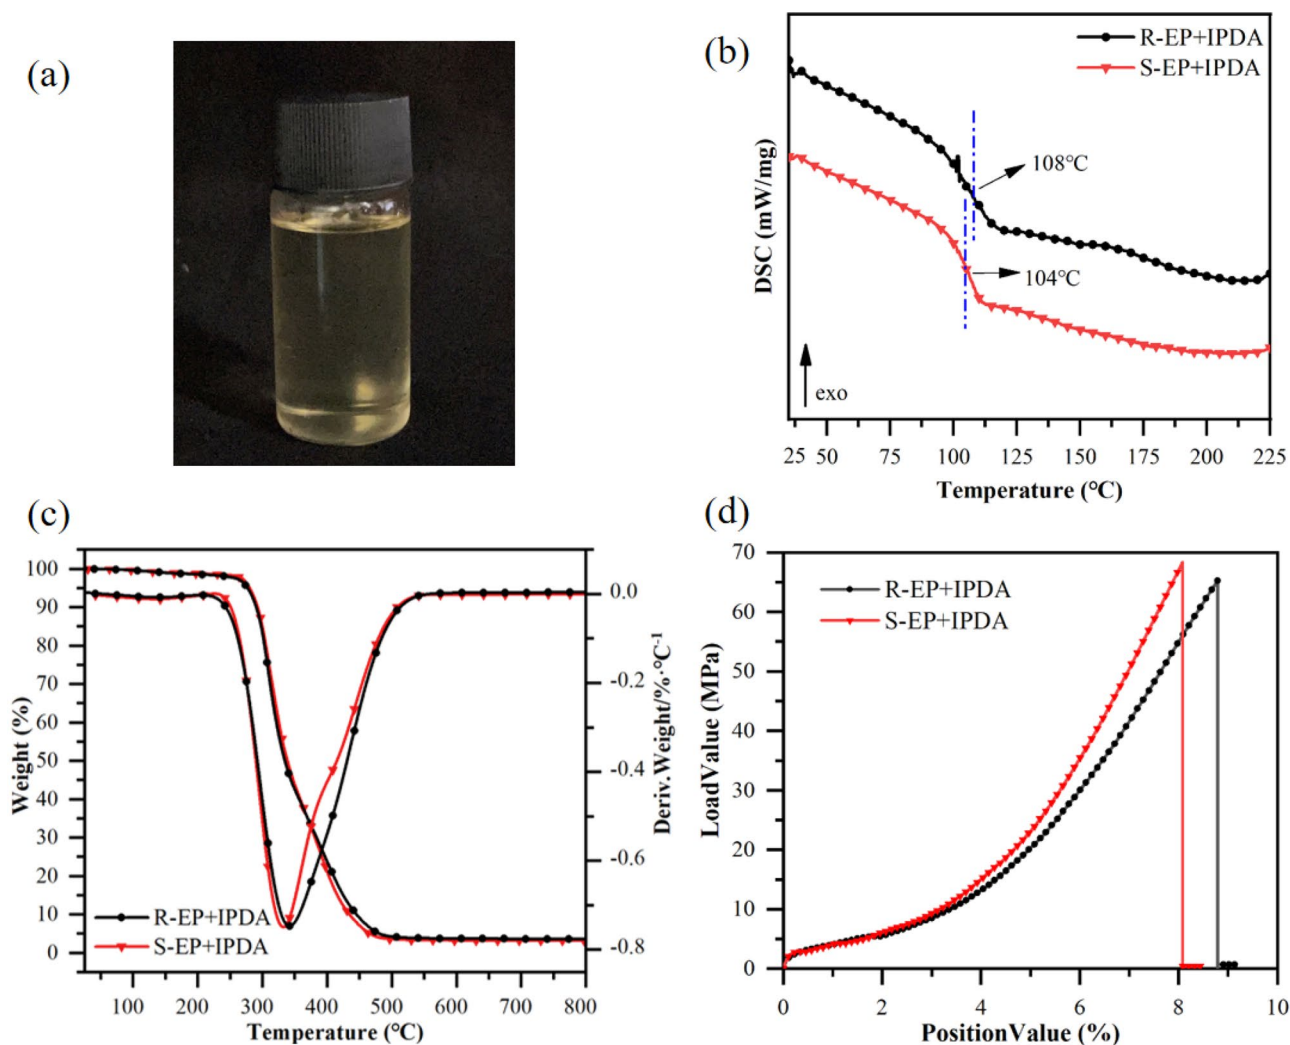 (a)
(b)
R-EP+IPDA
S-EP+IPDA
108℃
104℃
exo
DSC (mW/mg)
25 50 75 100 125 150 175 200 225
Temperature (℃)
(c)
100
90
80
70
60
50
40
30
20
10
0
Weight (%)
0.0
-0.2
-0.4
-0.6
-0.8
Deriv.Weight/%·℃-1
R-EP+IPDA
S-EP+IPDA
100 200 300 400 500 600 700 800
Temperature (℃)
(d)
70
60
50
40
30
20
10
0
LoadValue (MPa)
R-EP+IPDA
S-EP+IPDA
0 2 4 6 8 10
PositionValue (%)